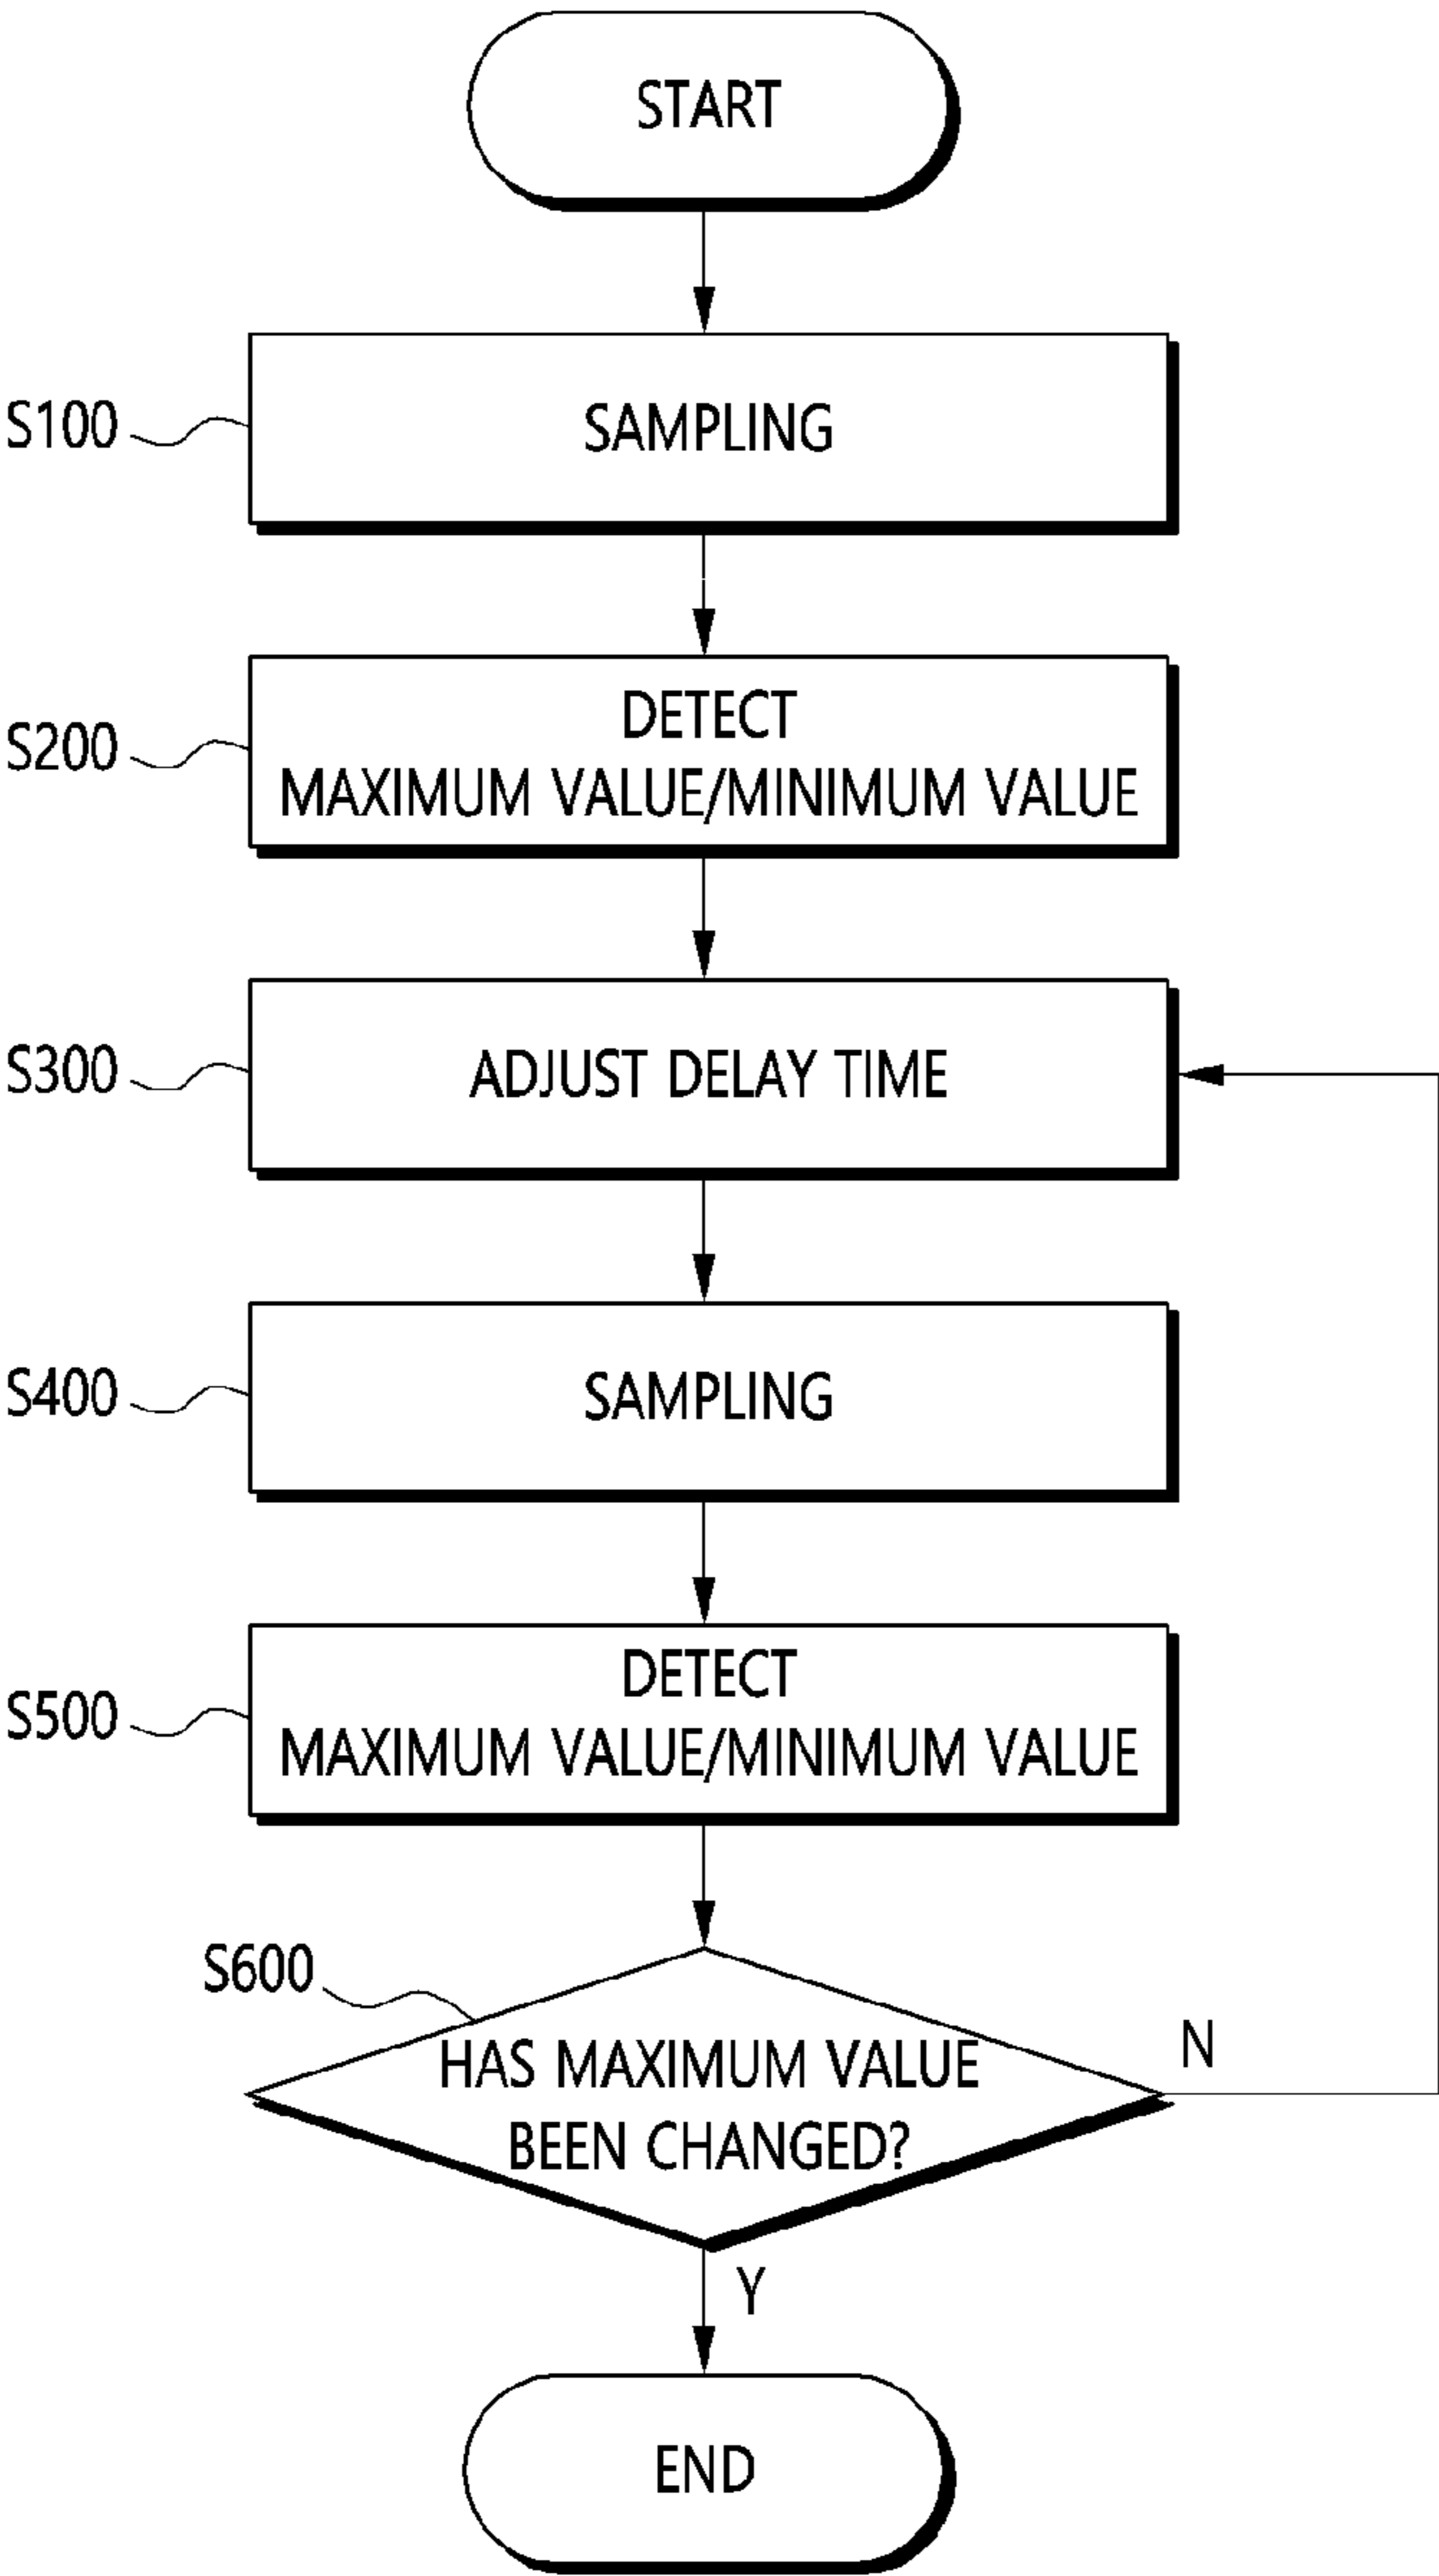 START
S100
SAMPLING
S200
DETECT
MAXIMUM VALUE/MINIMUM VALUE
S300
ADJUST DELAY TIME
S400
SAMPLING
S500
DETECT
MAXIMUM VALUE/MINIMUM VALUE
S600
HAS MAXIMUM VALUE
BEEN CHANGED?
N
Y
END